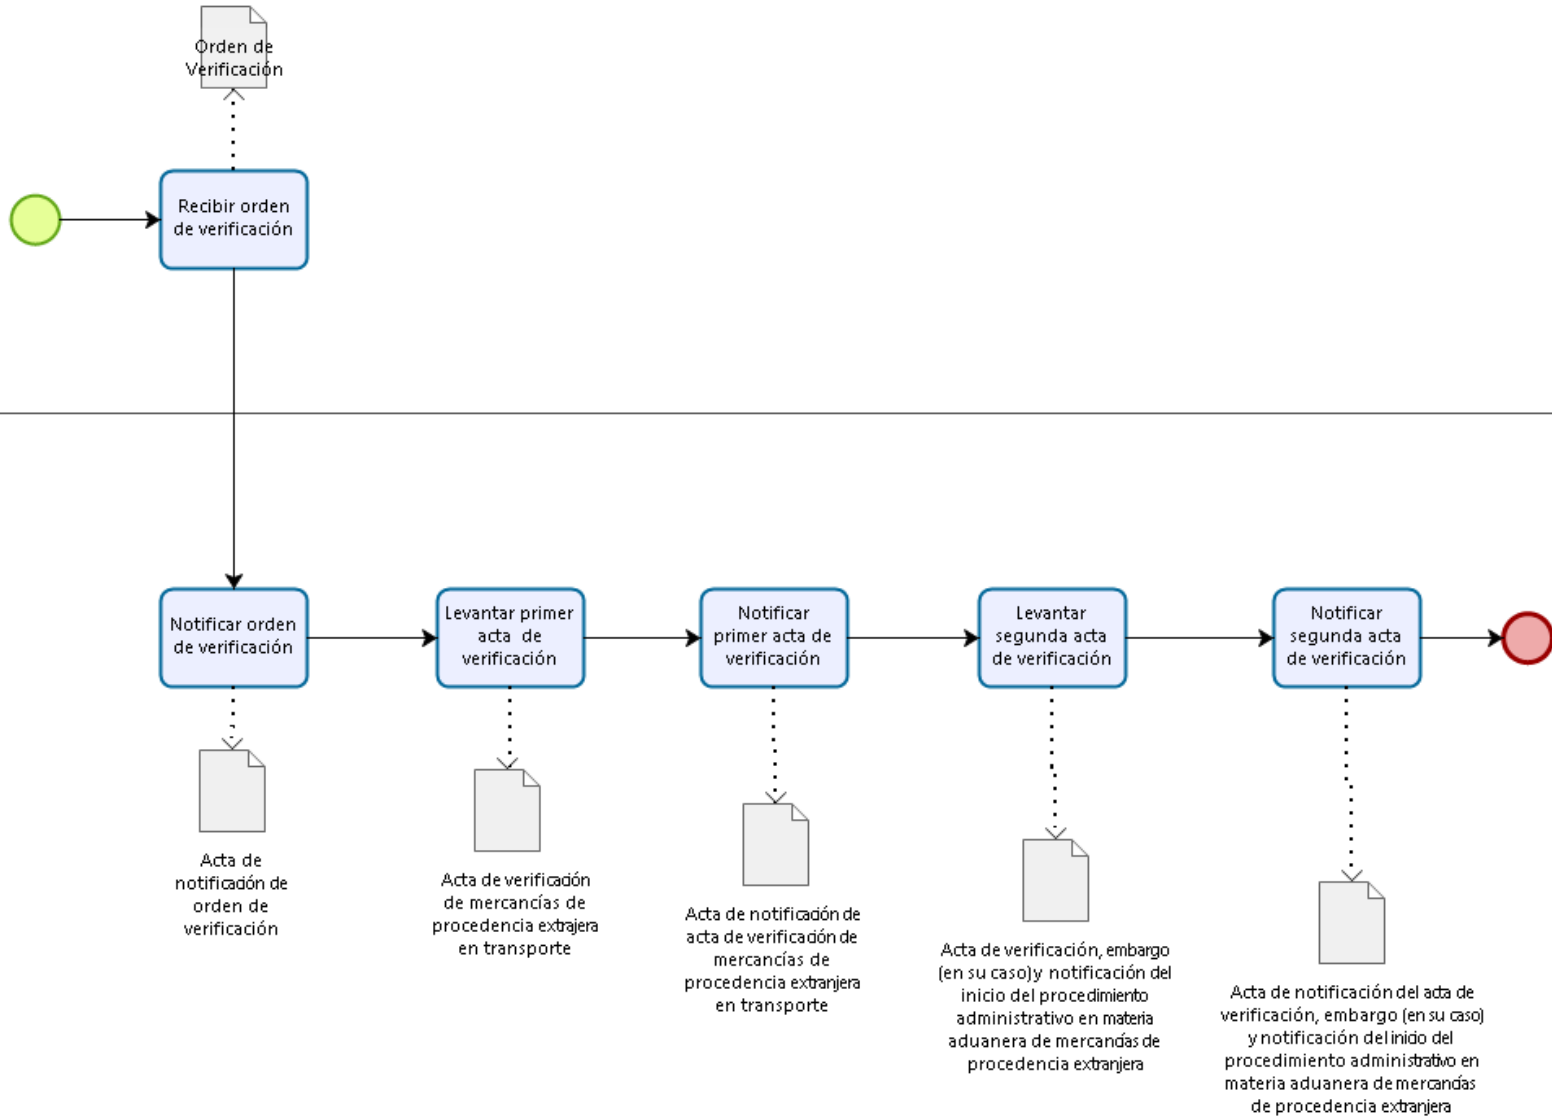 Orden de
Verificación
Recibir orden
de verificación
Notificar orden
de verificación
Levantar primer
acta de
verificación
Notificar
primer acta de
verificación
Levantar
segunda acta
de verificación
Notificar
segunda acta
de verificación
Acta de
notificación de
orden de
verificación
Acta de verificación
de mercancías de
procedencia extrajera
en transporte
Acta de notificación de
acta de verificación de
mercancías de
procedencia extranjera
en transporte
Acta de verificación, embargo
(en su caso) y notificación del
inicio del procedimiento
administrativo en materia
aduanera de mercancías de
procedencia extranjera
Acta de notificación del acta de
verificación, embargo (en su caso)
y notificación del inicio del
procedimiento administrativo en
materia aduanera de mercancías
de procedencia extranjera